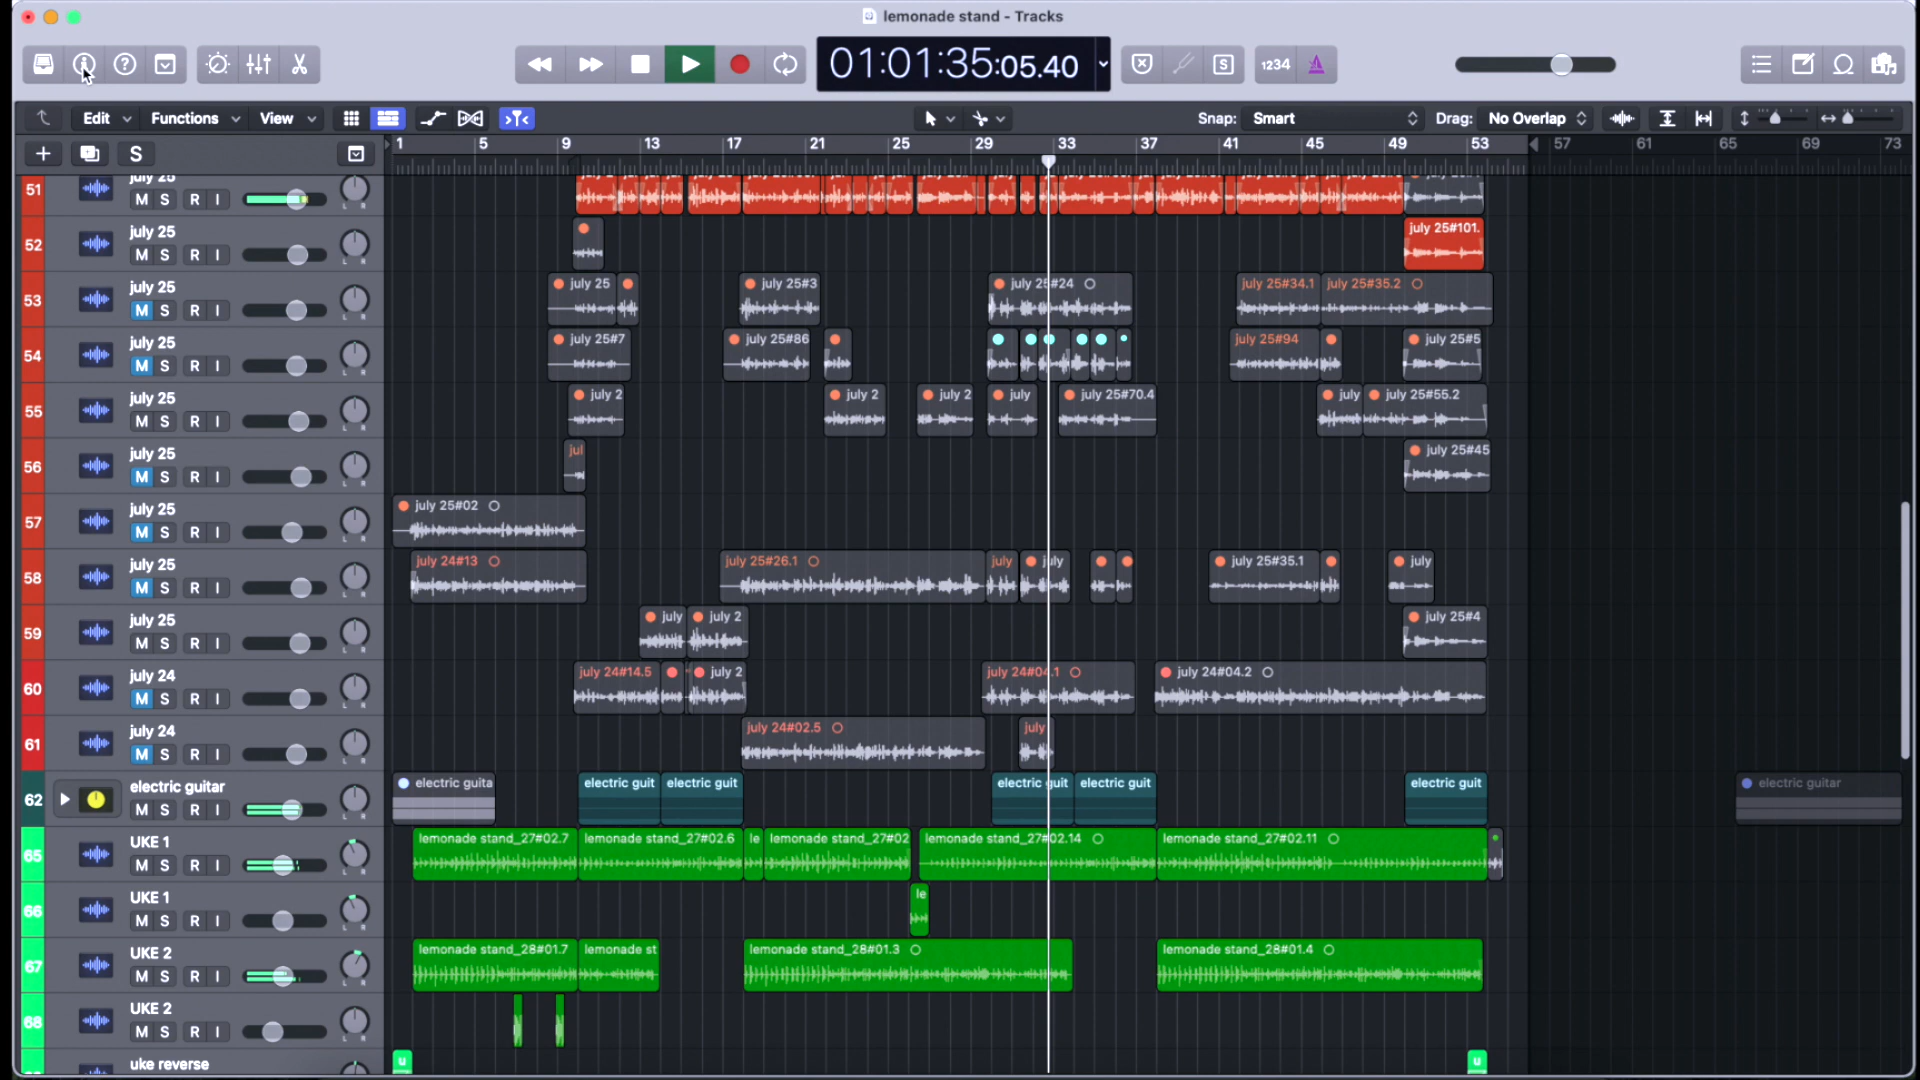 lemonade stand - Tracks
01:01:35:05.40
S
1234
Edit
Functions
View
Snap: Smart
Drag: No Overlap
S
1 5 9 13 17 21 25 29 33 37 41 45 49 53 57 61 65 69 73
51 july 25 M S R I L R
52 july 25 M S R I L R
july 25#101.
53 july 25 M S R I L R
july 25 july 25#3 july 25#24 july 25#34.1 july 25#35.2
54 july 25 M S R I L R
july 25#7 july 25#86 july 25#94 july 25#5
55 july 25 M S R I L R
july 2 july 2 july 2 july july 25#70.4 july july 25#55.2
56 july 25 M S R I L R
jul july 25#45
57 july 25 M S R I L R
july 25#02
58 july 25 M S R I L R
july 24#13 july 25#26.1 july july july 25#35.1 july
59 july 25 M S R I L R
july july 2 july 25#4
60 july 24 M S R I L R
july 24#14.5 july 2 july 24#04.1 july 24#04.2
61 july 24 M S R I L R
july 24#02.5 july
62 electric guitar M S R I L R
electric guita electric guit electric guit electric guit electric guit electric guit electric guitar
65 UKE 1 M S R I L R
lemonade stand_27#02.7 lemonade stand_27#02.6 le lemonade stand_27#02 lemonade stand_27#02.14 lemonade stand_27#02.11
66 UKE 1 M S R I L R
le
67 UKE 2 M S R I L R
lemonade stand_28#01.7 lemonade st lemonade stand_28#01.3 lemonade stand_28#01.4
68 UKE 2 M S R I L R
uke reverse
u u